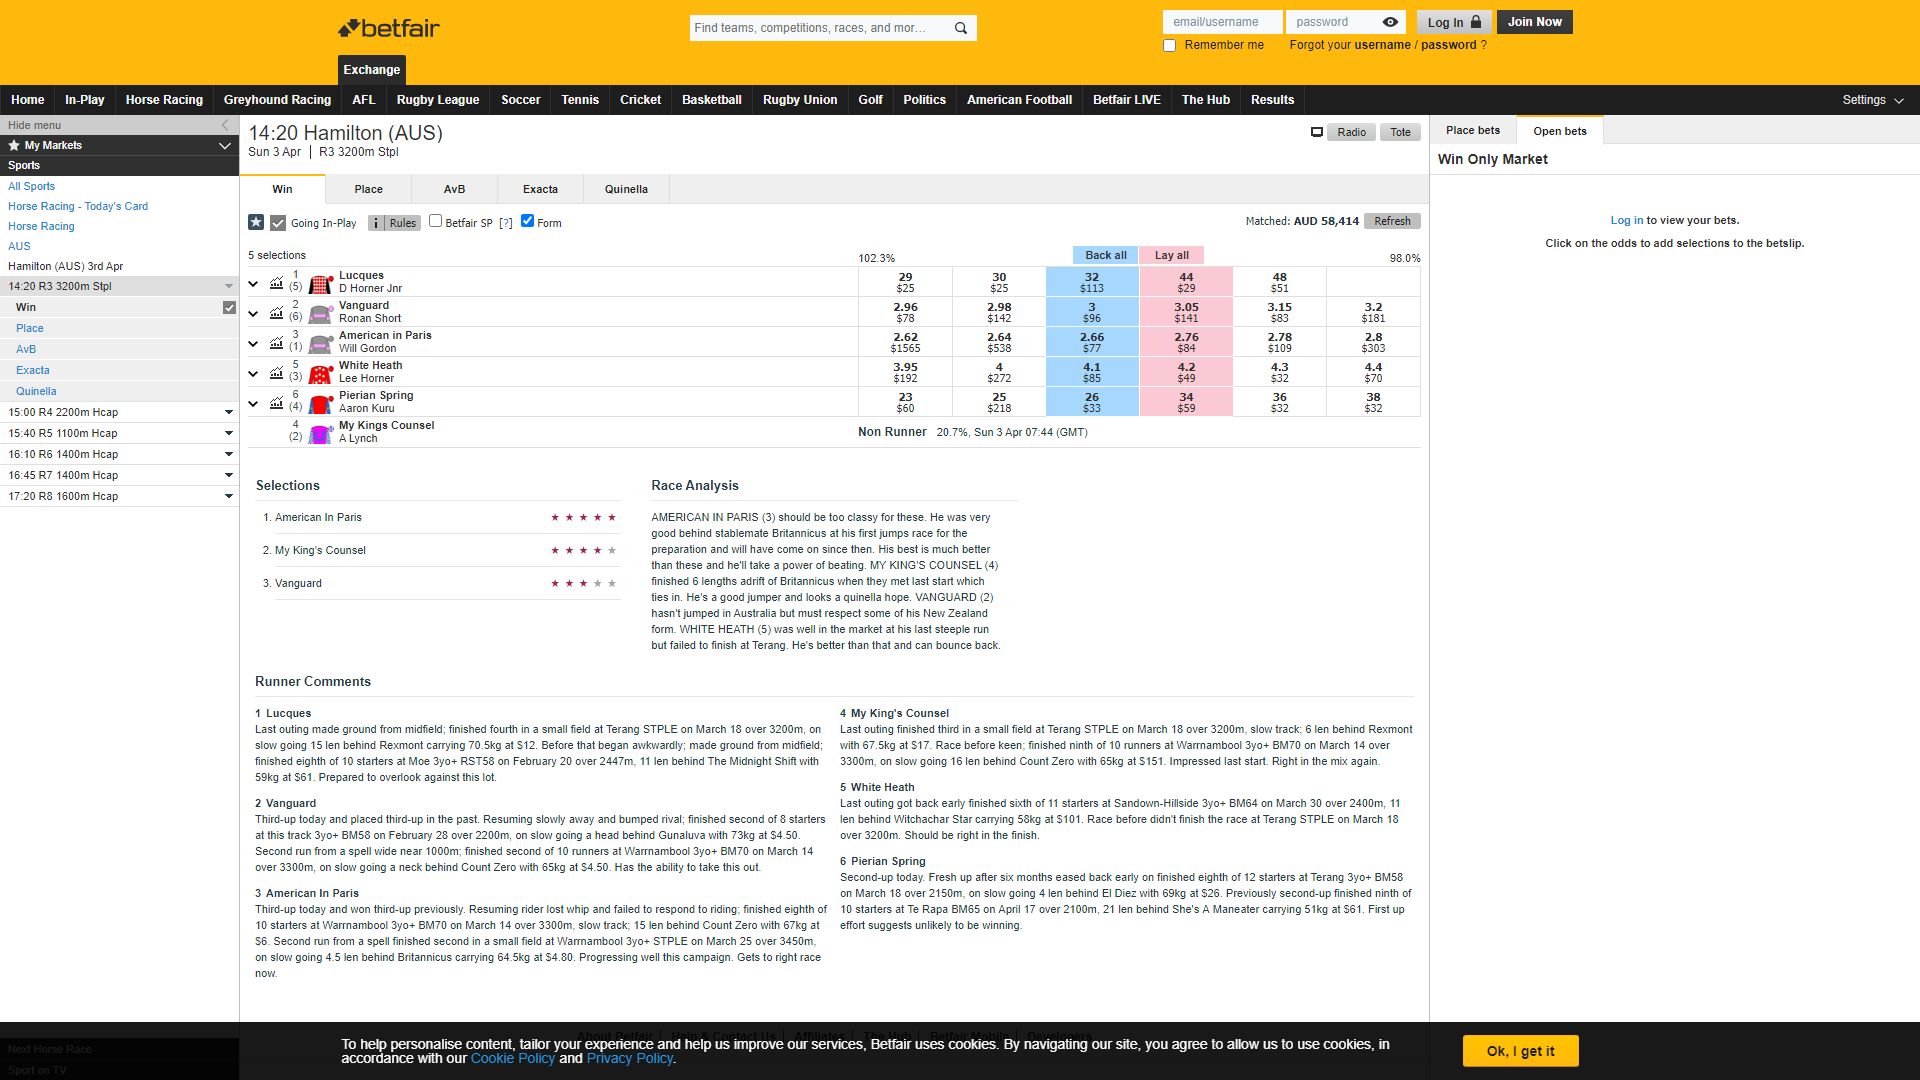 betfair
Find teams, competitions, races, and mor...
email/username
password
Log In
Join Now
Remember me
Forgot your username / password ?
Exchange
Home
In-Play
Horse Racing
Greyhound Racing
AFL
Rugby League
Soccer
Tennis
Cricket
Basketball
Rugby Union
Golf
Politics
American Football
Betfair LIVE
The Hub
Results
Settings
Hide menu
My Markets
Sports
All Sports
Horse Racing - Today's Card
Horse Racing
AUS
Hamilton (AUS) 3rd Apr
14:20 R3 3200m Stpl
Win
Place
AvB
Exacta
Quinella
15:00 R4 2200m Hcap
15:40 R5 1100m Hcap
16:10 R6 1400m Hcap
16:45 R7 1400m Hcap
17:20 R8 1600m Hcap
Next Horse Race
Sport on TV
14:20 Hamilton (AUS)
Sun 3 Apr | R3 3200m Stpl
Radio
Tote
Win
Place
AvB
Exacta
Quinella
Going In-Play
i Rules
Betfair SP [?]
Form
Matched: AUD 58,414
Refresh
5 selections
102.3%
Back all
Lay all
98.0%
1 Lucques 29 30 32 44 48
(5) D Horner Jnr $25 $25 $113 $29 $51
2 Vanguard 2.96 2.98 3 3.05 3.15 3.2
(6) Ronan Short $78 $142 $96 $141 $83 $181
3 American in Paris 2.62 2.64 2.66 2.76 2.78 2.8
(1) Will Gordon $1565 $538 $77 $84 $109 $303
5 White Heath 3.95 4 4.1 4.2 4.3 4.4
(3) Lee Horner $192 $272 $85 $49 $32 $70
6 Pierian Spring 23 25 26 34 36 38
(4) Aaron Kuru $60 $218 $33 $59 $32 $32
4 My Kings Counsel
(2) A Lynch
Non Runner 20.7%, Sun 3 Apr 07:44 (GMT)
Selections
1. American In Paris
2. My King's Counsel
3. Vanguard
Race Analysis
AMERICAN IN PARIS (3) should be too classy for these. He was very
good behind stablemate Britannicus at his first jumps race for the
preparation and will have come on since then. His best is much better
than these and he'll take a power of beating. MY KING'S COUNSEL (4)
finished 6 lengths adrift of Britannicus when they met last start which
ties in. He's a good jumper and looks a quinella hope. VANGUARD (2)
hasn't jumped in Australia but must respect some of his New Zealand
form. WHITE HEATH (5) was well in the market at his last steeple run
but failed to finish at Terang. He's better than that and can bounce back.
Runner Comments
1 Lucques
Last outing made ground from midfield; finished fourth in a small field at Terang STPLE on March 18 over 3200m, on
slow going 15 len behind Rexmont carrying 70.5kg at $12. Before that began awkwardly; made ground from midfield;
finished eighth of 10 starters at Moe 3yo+ RST58 on February 20 over 2447m, 11 len behind The Midnight Shift with
59kg at $61. Prepared to overlook against this lot.
2 Vanguard
Third-up today and placed third-up in the past. Resuming slowly away and bumped rival; finished second of 8 starters
at this track 3yo+ BM58 on February 28 over 2200m, on slow going a head behind Gunaluva with 73kg at $4.50.
Second run from a spell wide near 1000m; finished second of 10 runners at Warrnambool 3yo+ BM70 on March 14
over 3300m, on slow going a neck behind Count Zero with 65kg at $4.50. Has the ability to take this out.
3 American In Paris
Third-up today and won third-up previously. Resuming rider lost whip and failed to respond to riding; finished eighth of
10 starters at Warrnambool 3yo+ BM70 on March 14 over 3300m, slow track; 15 len behind Count Zero with 67kg at
$6. Second run from a spell finished second in a small field at Warrnambool 3yo+ STPLE on March 25 over 3450m,
on slow going 4.5 len behind Britannicus carrying 64.5kg at $4.80. Progressing well this campaign. Gets to right race
now.
4 My King's Counsel
Last outing finished third in a small field at Terang STPLE on March 18 over 3200m, slow track; 6 len behind Rexmont
with 67.5kg at $17. Race before keen; finished ninth of 10 runners at Warrnambool 3yo+ BM70 on March 14 over
3300m, on slow going 16 len behind Count Zero with 65kg at $151. Impressed last start. Right in the mix again.
5 White Heath
Last outing got back early finished sixth of 11 starters at Sandown-Hillside 3yo+ BM64 on March 30 over 2400m, 11
len behind Witchachar Star carrying 58kg at $101. Race before didn't finish the race at Terang STPLE on March 18
over 3200m. Should be right in the finish.
6 Pierian Spring
Second-up today. Fresh up after six months eased back early on finished eighth of 12 starters at Terang 3yo+ BM58
on March 18 over 2150m, on slow going 4 len behind El Diez with 69kg at $26. Previously second-up finished ninth of
10 starters at Te Rapa BM65 on April 17 over 2100m, 21 len behind She's A Maneater carrying 51kg at $61. First up
effort suggests unlikely to be winning.
Place bets
Open bets
Win Only Market
Log in to view your bets.
Click on the odds to add selections to the betslip.
About Betfair | Help & Contact Us | Affiliates | The Hub | Betfair Mobile | Developers
To help personalise content, tailor your experience and help us improve our services, Betfair uses cookies. By navigating our site, you agree to allow us to use cookies, in
accordance with our Cookie Policy and Privacy Policy.
Ok, I get it